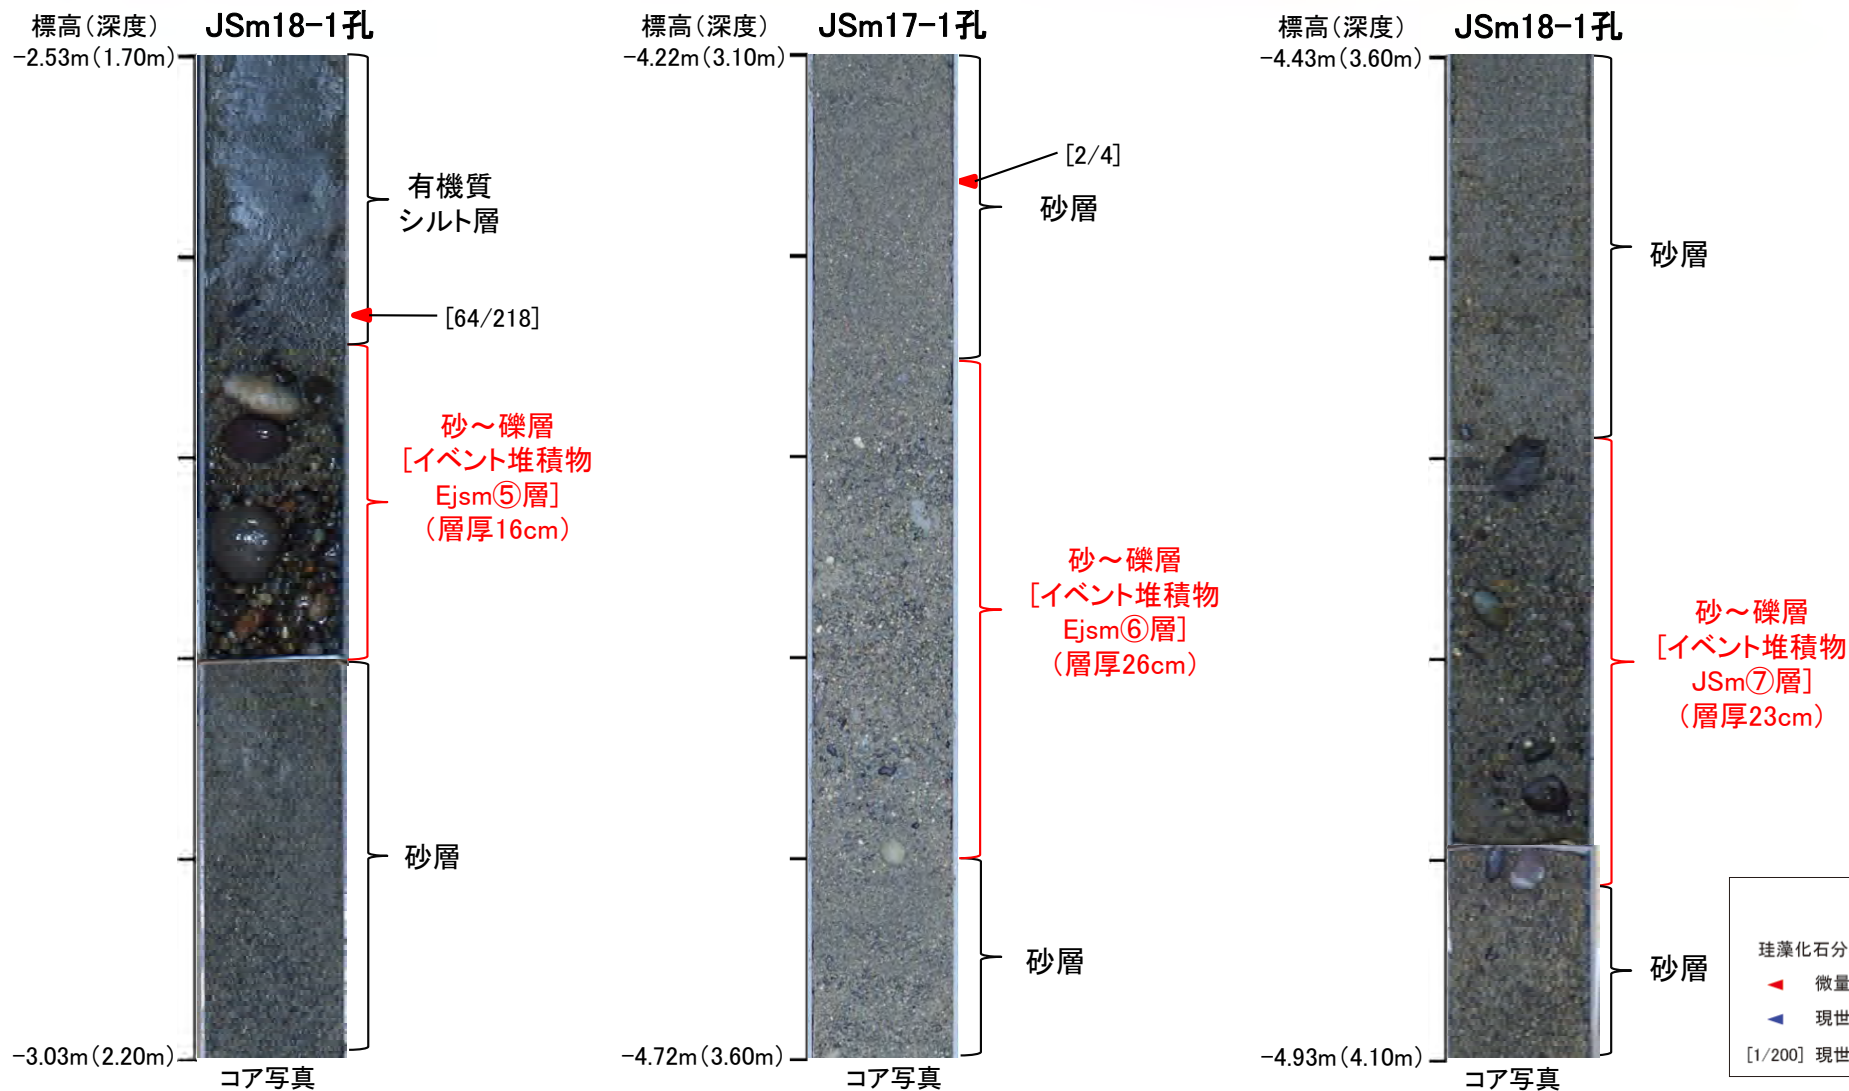 標高(深度)
JSm18-1孔
-2.53m(1.70m)
有機質
シルト層
[64/218]
砂～礫層
[イベント堆積物
Ejsm⑤層]
(層厚16cm)
砂層
-3.03m(2.20m)
コア写真
標高(深度)
JSm17-1孔
-4.22m(3.10m)
[2/4]
砂層
砂～礫層
[イベント堆積物
Ejsm⑥層]
(層厚26cm)
砂層
-4.72m(3.60m)
コア写真
標高(深度)
JSm18-1孔
-4.43m(3.60m)
砂層
砂～礫層
[イベント堆積物
JSm⑦層]
(層厚23cm)
砂層
-4.93m(4.10m)
コア写真
珪藻化石分
微量
現世
[1/200] 現世